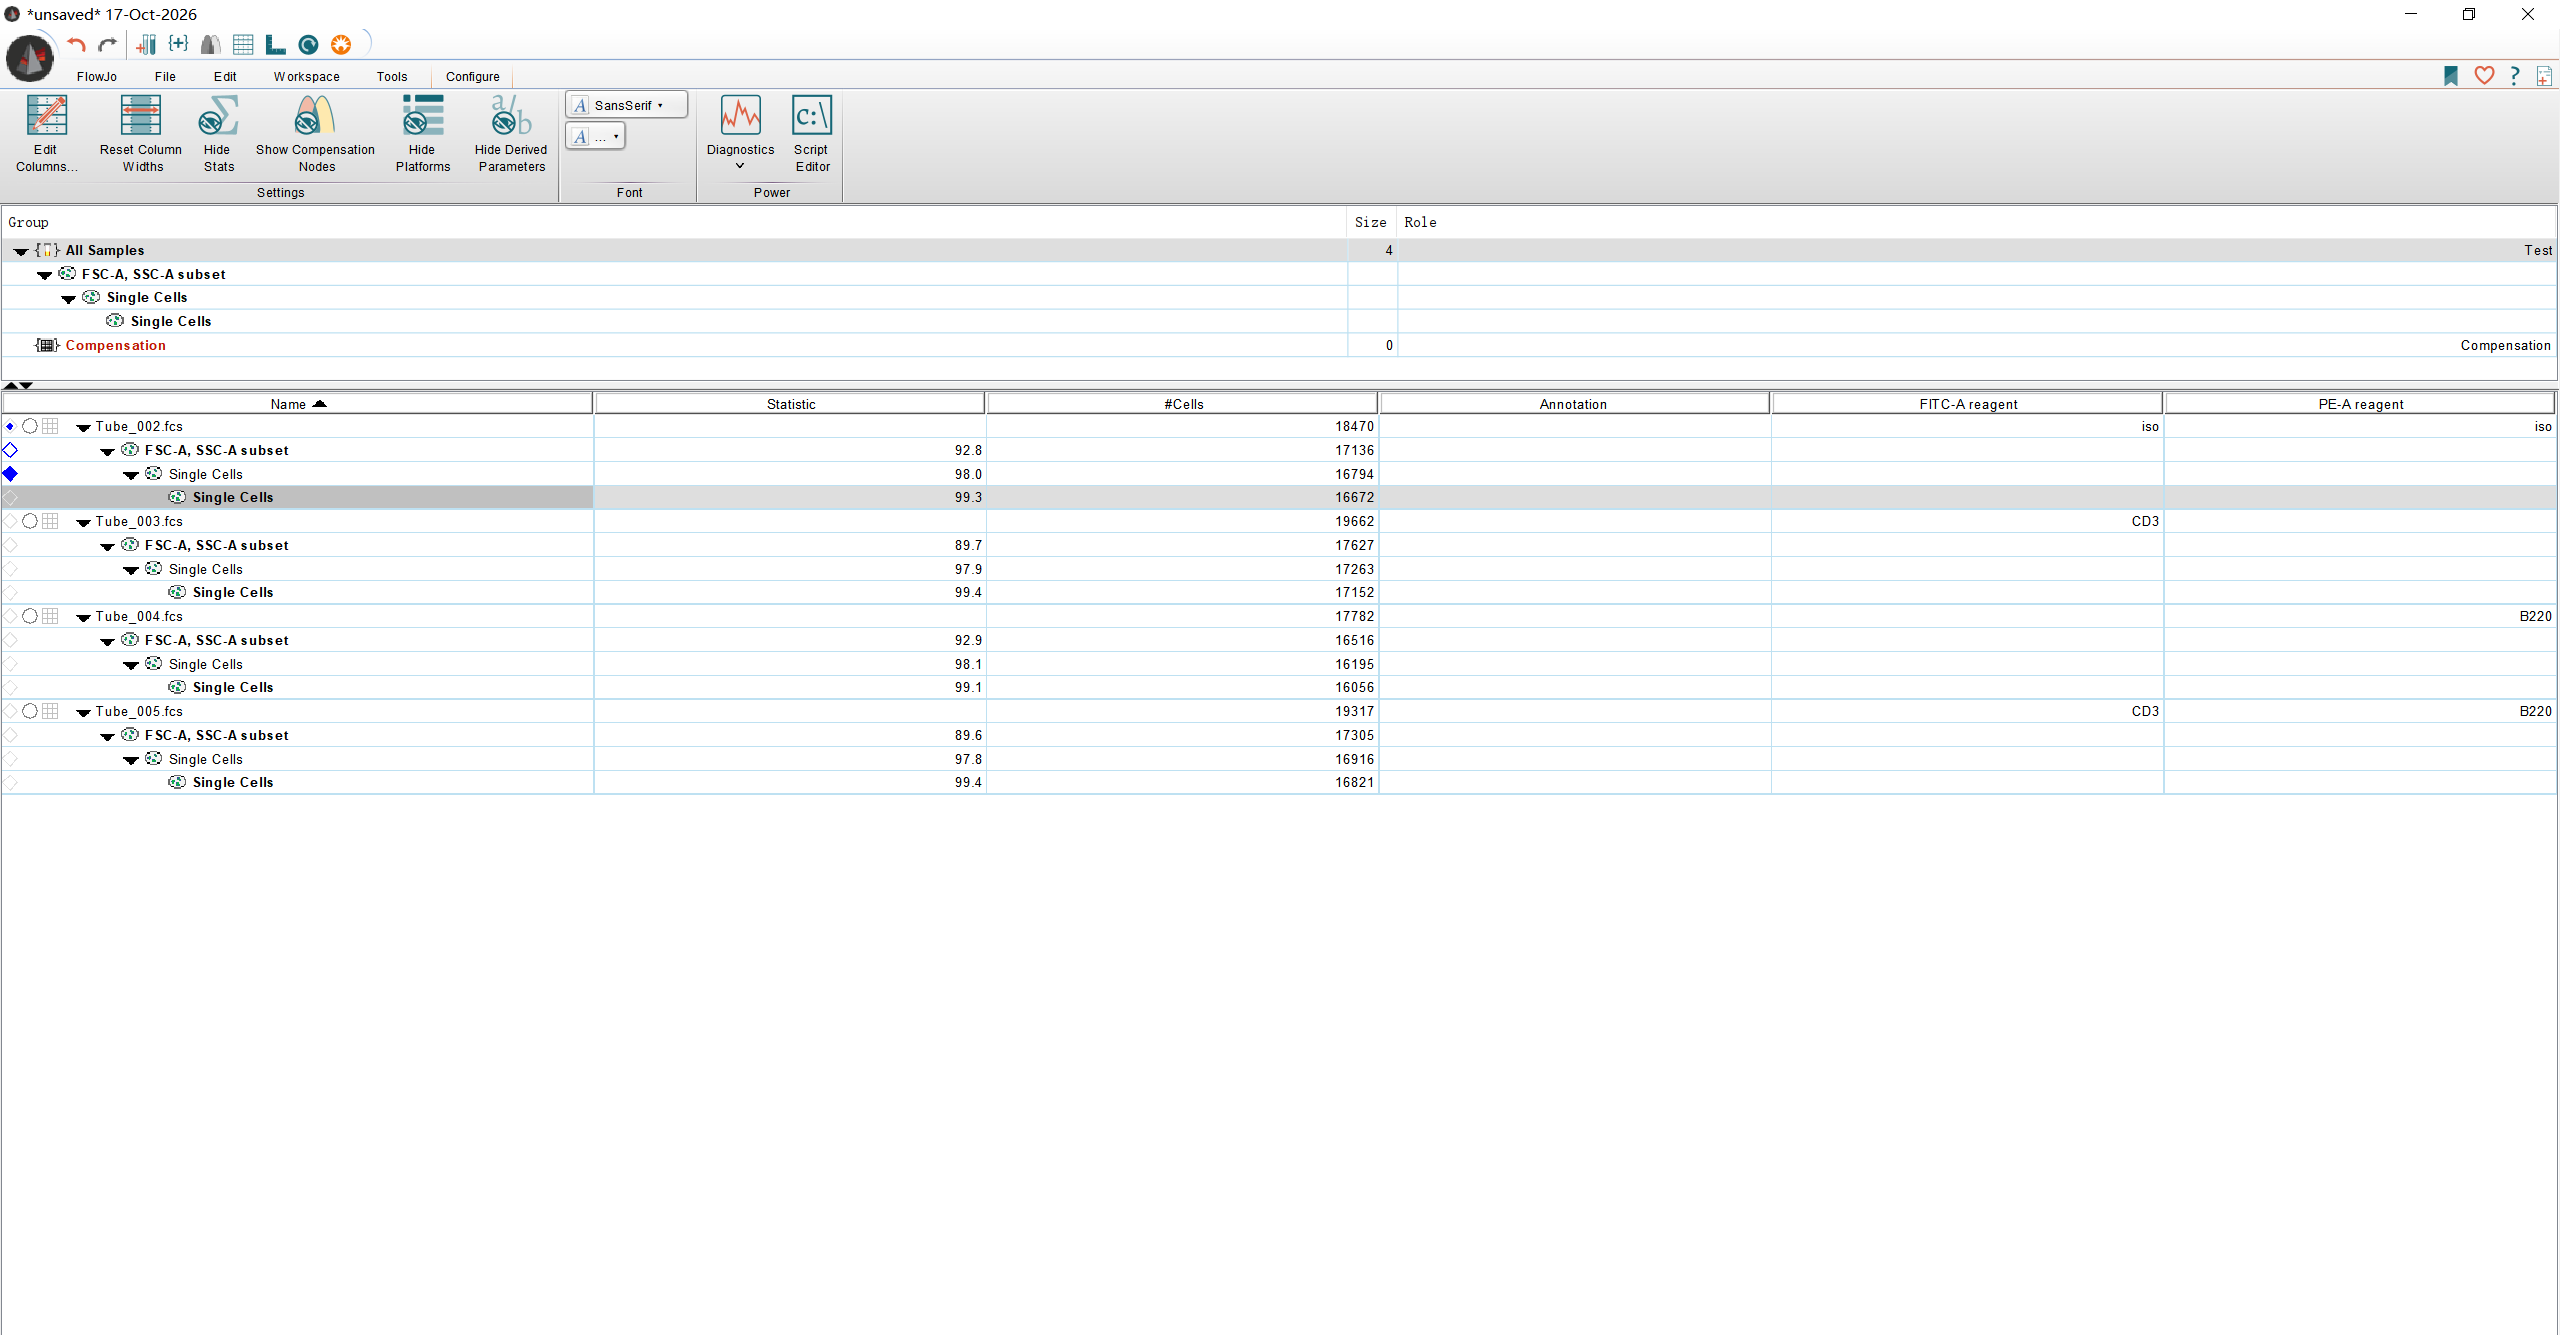 *unsaved* 17-Oct-2026
FlowJo File Edit Workspace Tools Configure
Edit Columns...
Reset Column Widths
Hide Stats
Show Compensation Nodes
Hide Platforms
Hide Derived Parameters
Settings
A SansSerif
A ...
Font
Diagnostics
c:\
Script Editor
Power
Group Size Role
All Samples 4 Test
FSC-A, SSC-A subset
Single Cells
Single Cells
Compensation 0 Compensation
Name Statistic #Cells Annotation FITC-A reagent PE-A reagent
Tube_002.fcs 18470 iso iso
FSC-A, SSC-A subset 92.8 17136
Single Cells 98.0 16794
Single Cells 99.3 16672
Tube_003.fcs 19662 CD3
FSC-A, SSC-A subset 89.7 17627
Single Cells 97.9 17263
Single Cells 99.4 17152
Tube_004.fcs 17782 B220
FSC-A, SSC-A subset 92.9 16516
Single Cells 98.1 16195
Single Cells 99.1 16056
Tube_005.fcs 19317 CD3 B220
FSC-A, SSC-A subset 89.6 17305
Single Cells 97.8 16916
Single Cells 99.4 16821